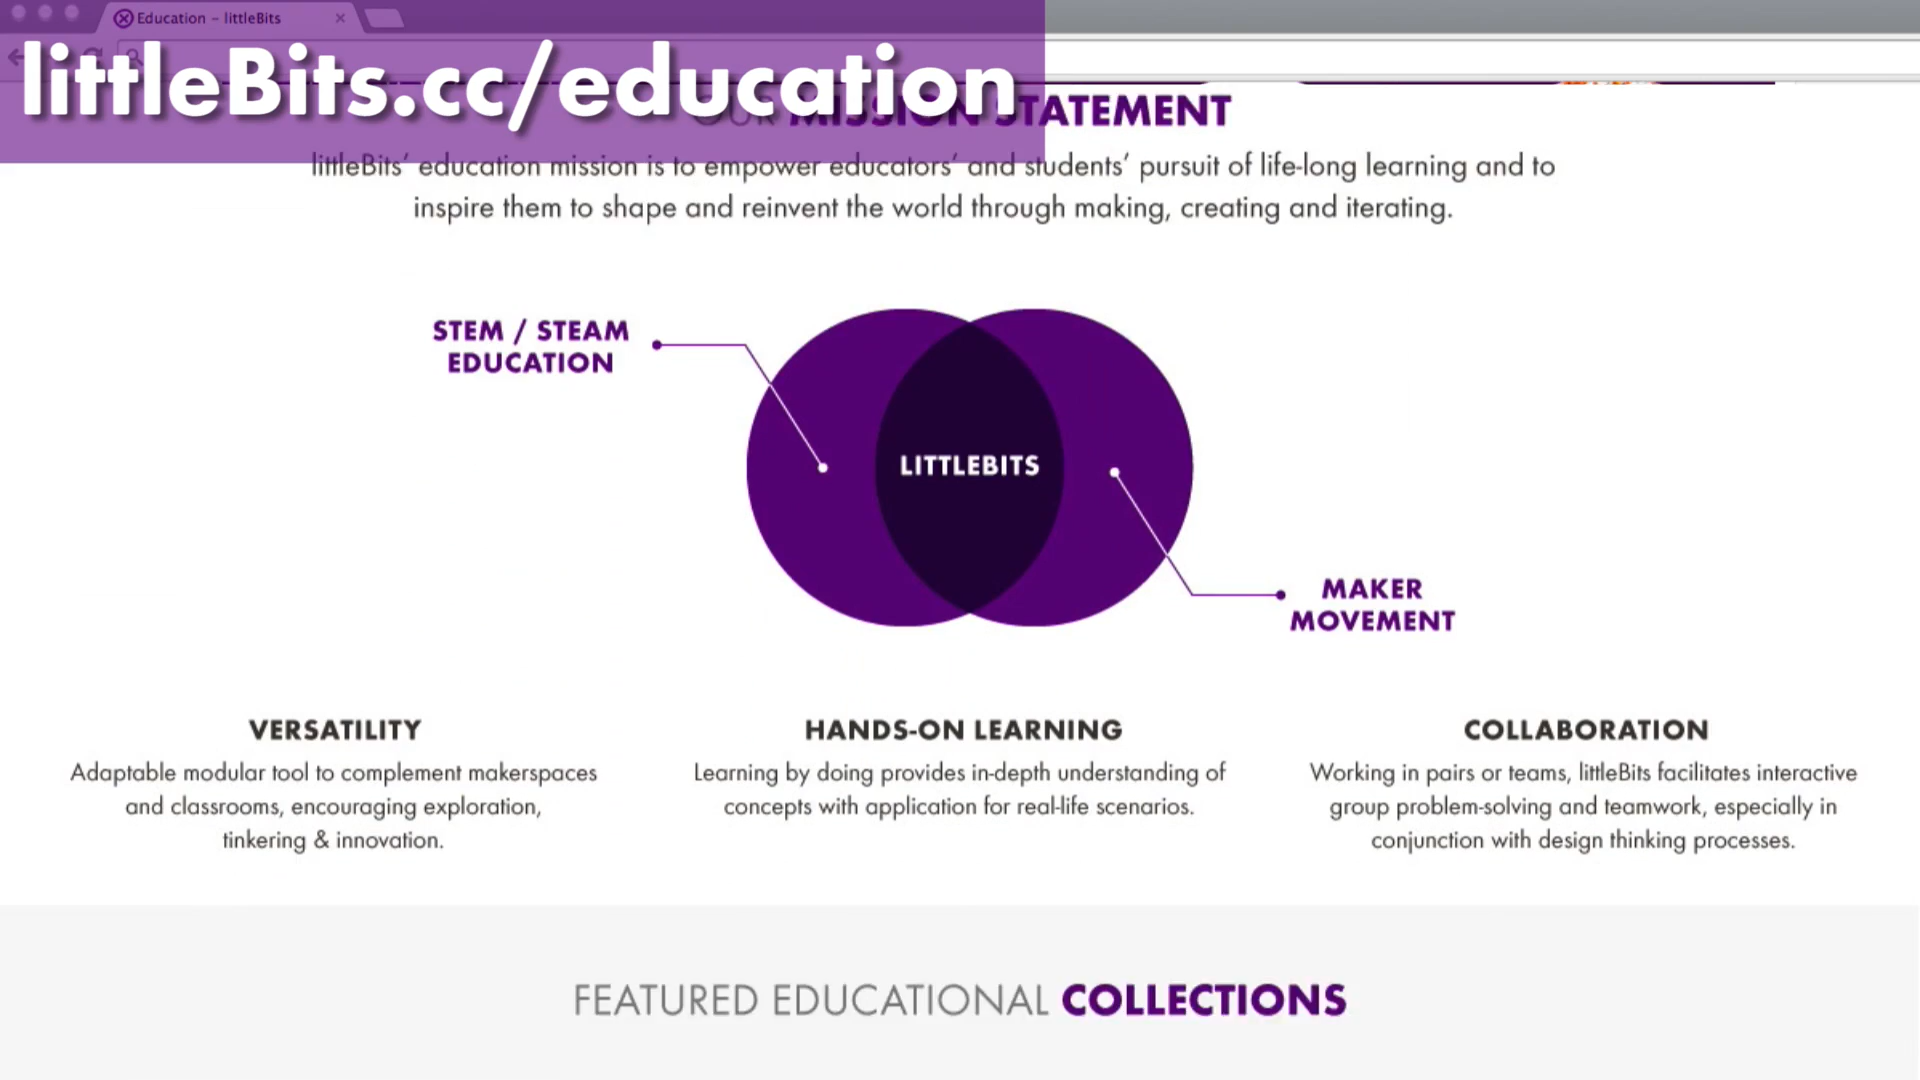 Education – littleBits
littleBits.cc/education
OUR MISSION STATEMENT
littleBits’ education mission is to empower educators’ and students’ pursuit of life-long learning and to
inspire them to shape and reinvent the world through making, creating and iterating.
STEM / STEAM
EDUCATION
LITTLEBITS
MAKER
MOVEMENT
VERSATILITY
Adaptable modular tool to complement makerspaces
and classrooms, encouraging exploration,
tinkering & innovation.
HANDS-ON LEARNING
Learning by doing provides in-depth understanding of
concepts with application for real-life scenarios.
COLLABORATION
Working in pairs or teams, littleBits facilitates interactive
group problem-solving and teamwork, especially in
conjunction with design thinking processes.
FEATURED EDUCATIONAL COLLECTIONS